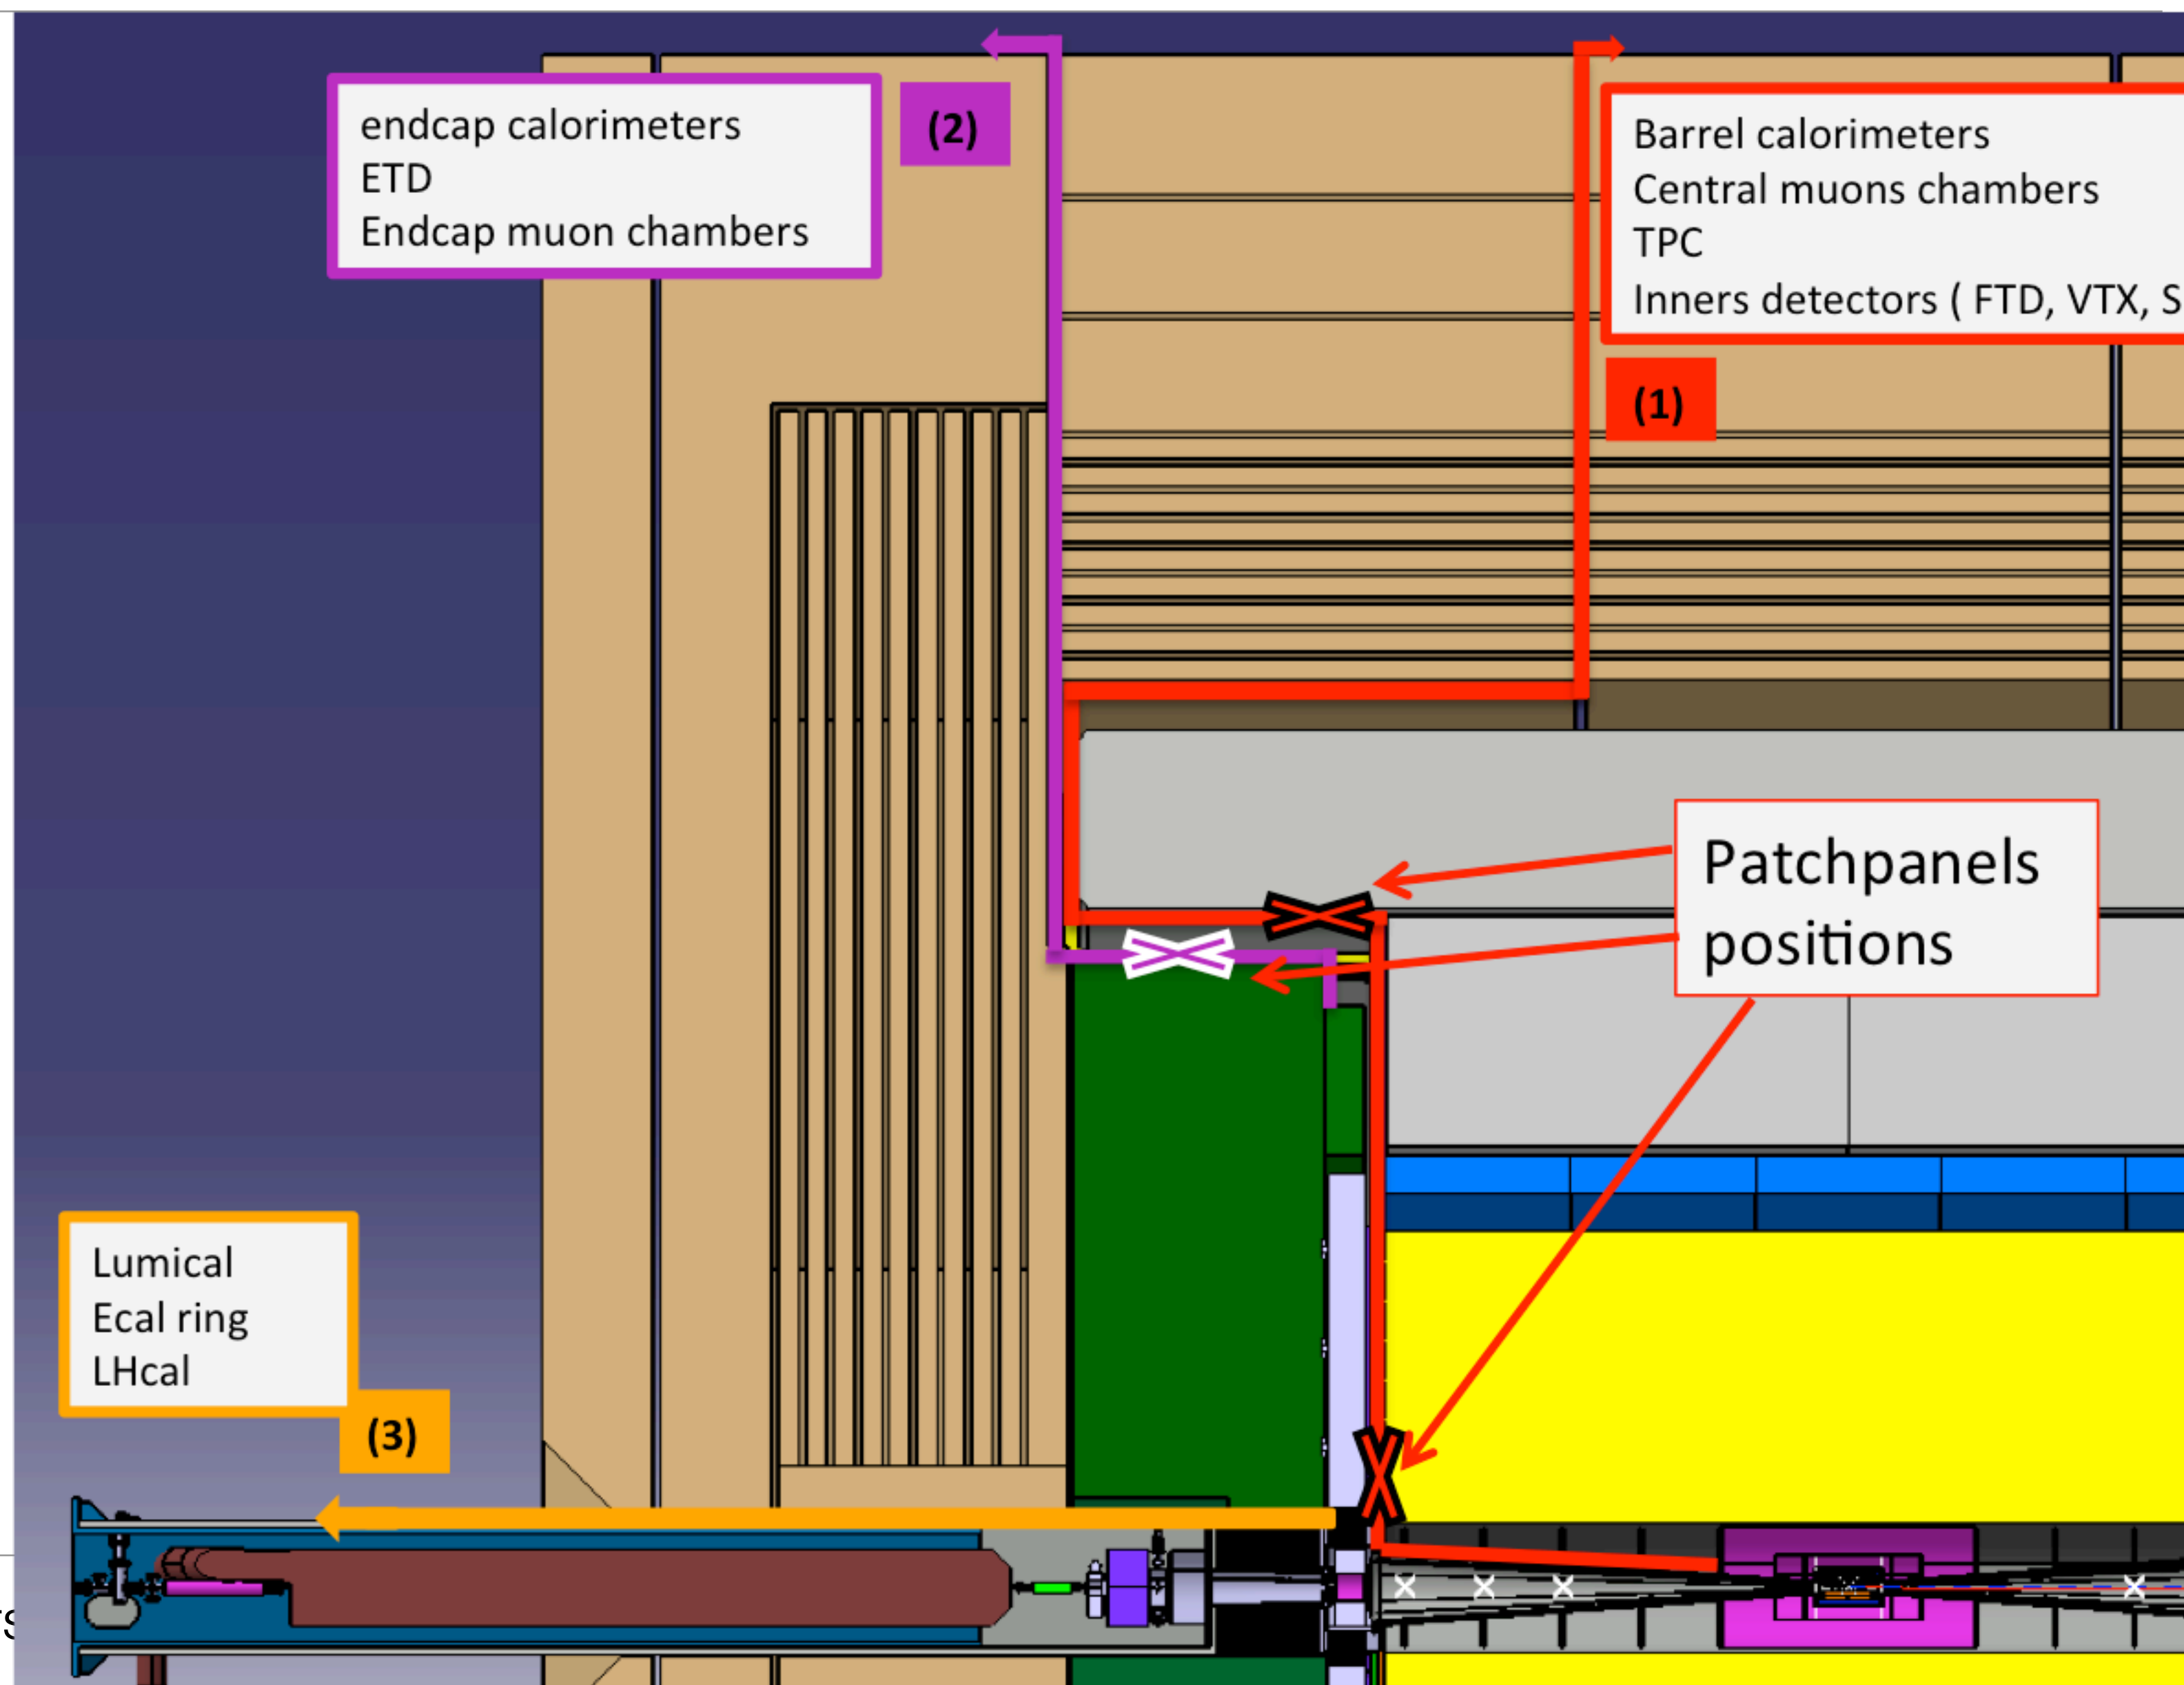 endcap calorimeters
ETD
Endcap muon chambers
(2)
Barrel calorimeters
Central muons chambers
TPC
Inners detectors ( FTD, VTX, S
(1)
Patchpanels
positions
Lumical
Ecal ring
LHcal
(3)